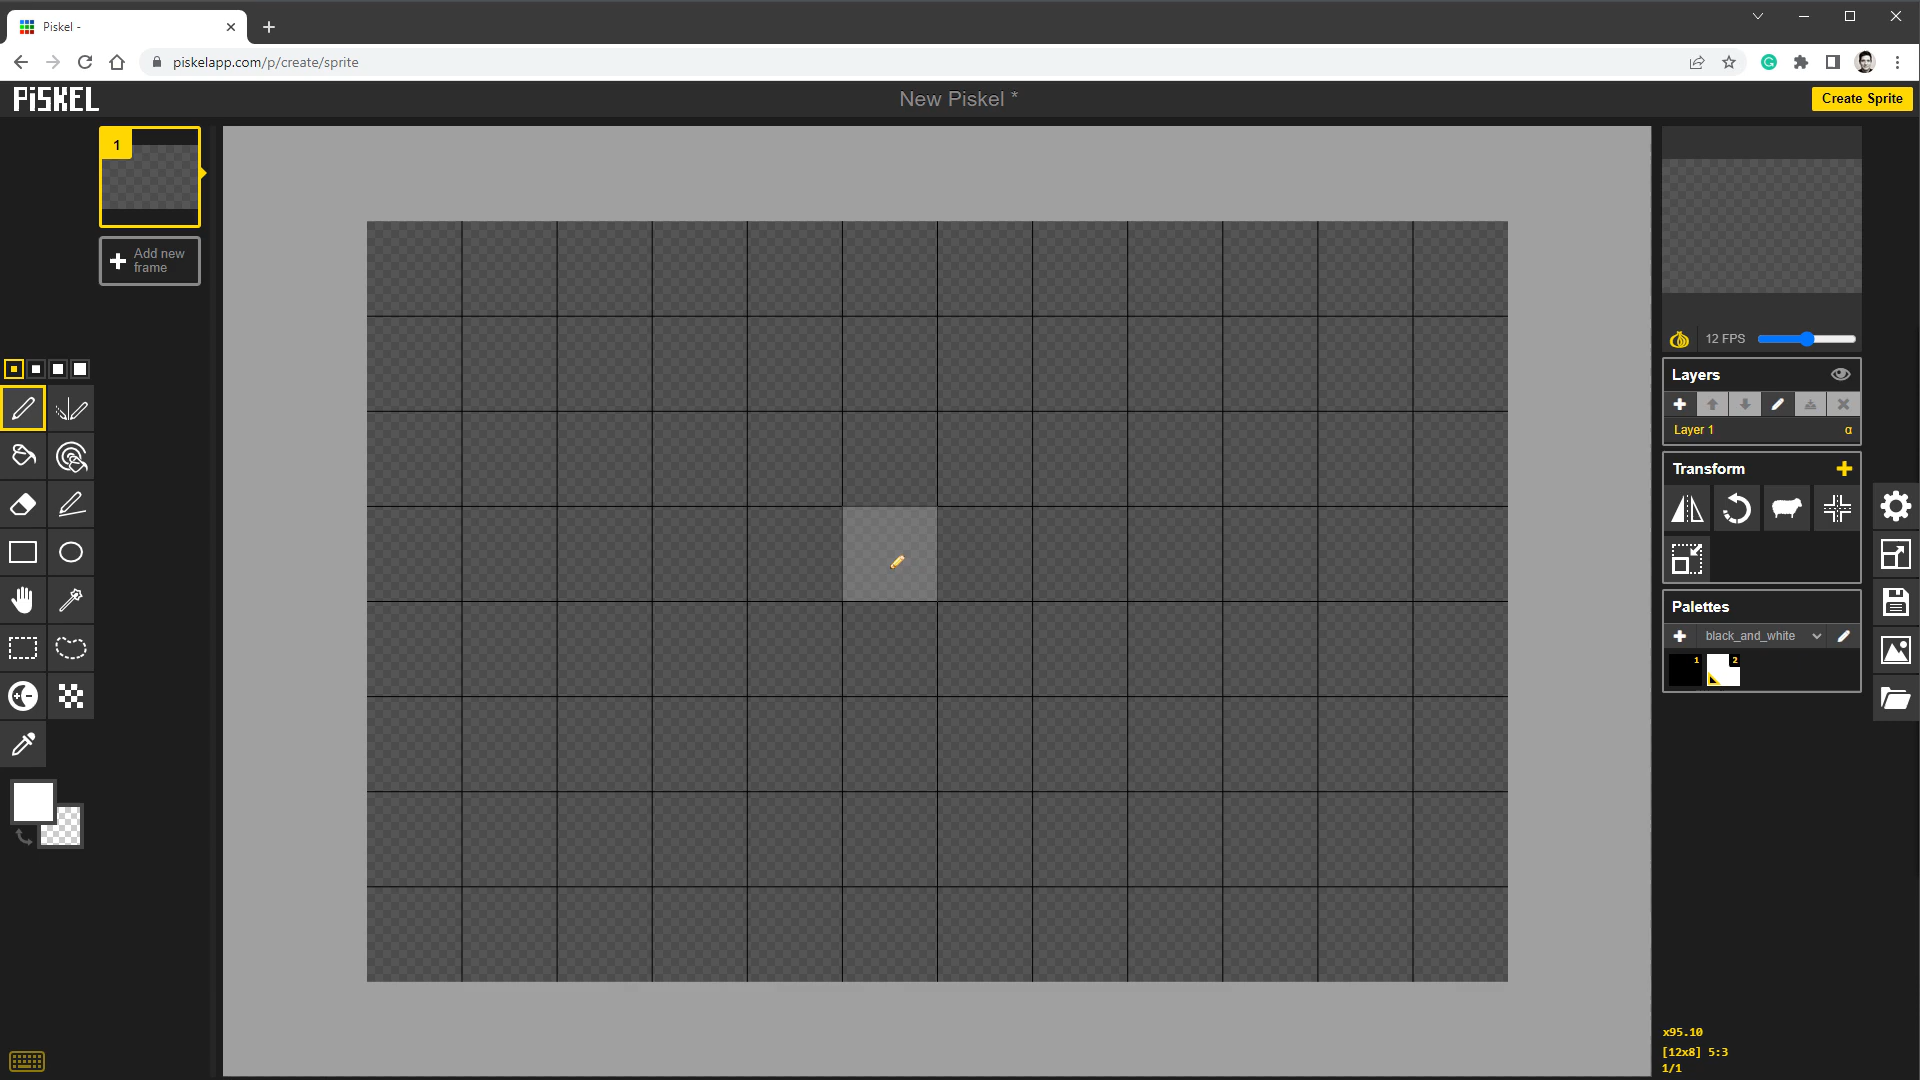 Piskel -
piskelapp.com/p/create/sprite
PiSKEL
New Piskel *
Create Sprite
1
Add new
frame
12 FPS
Layers
Layer 1
α
Transform
Palettes
black_and_white
1
2
x95.10
[12x8] 5:3
1/1